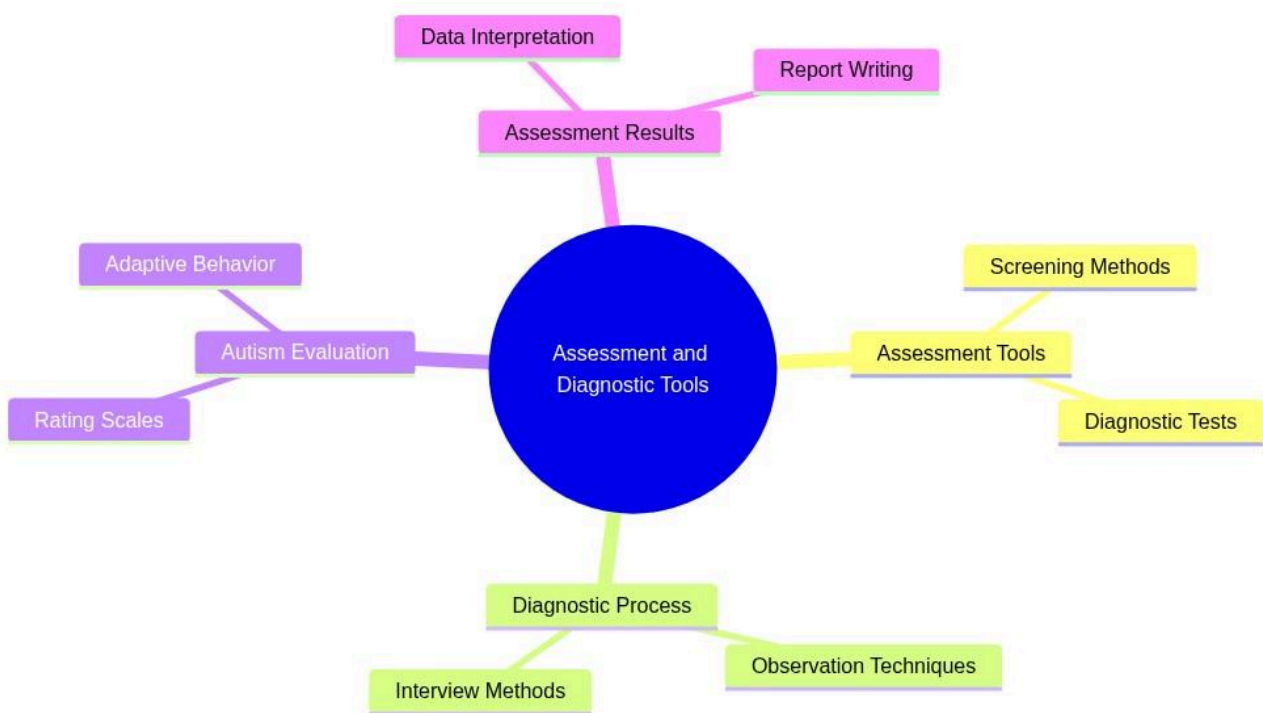 Data Interpretation
Report Writing
Assessment Results
Adaptive Behavior
Screening Methods
Autism Evaluation
Assessment and
Diagnostic Tools
Assessment Tools
Rating Scales
Diagnostic Tests
Diagnostic Process
Observation Techniques
Interview Methods